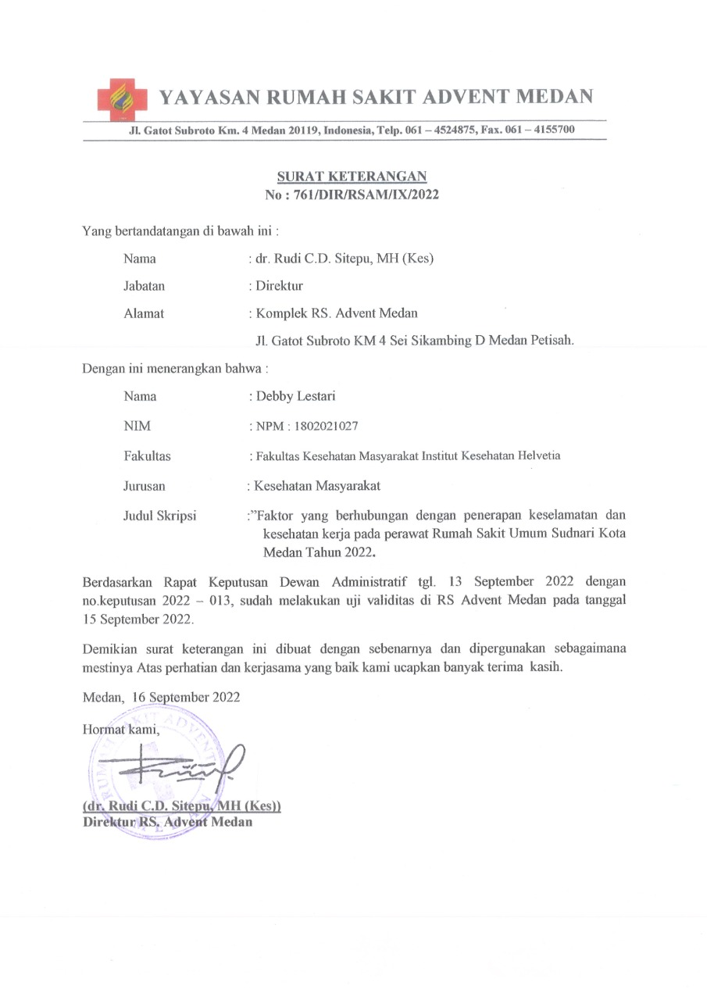 YAYASAN RUMAH SAKIT ADVENT MEDAN
Jl. Gatot Subroto Km. 4 Medan 20119, Indonesia, Telp. 061 – 4524875, Fax. 061 – 4155700
SURAT KETERANGAN
No : 761/DIR/RSAM/IX/2022
Yang bertandatangan di bawah ini :
Nama : dr. Rudi C.D. Sitepu, MH (Kes)
Jabatan : Direktur
Alamat : Komplek RS. Advent Medan
Jl. Gatot Subroto KM 4 Sei Sikambing D Medan Petisah.
Dengan ini menerangkan bahwa :
Nama : Debby Lestari
NIM : NPM : 1802021027
Fakultas : Fakultas Kesehatan Masyarakat Institut Kesehatan Helvetia
Jurusan : Kesehatan Masyarakat
Judul Skripsi :”Faktor yang berhubungan dengan penerapan keselamatan dan
kesehatan kerja pada perawat Rumah Sakit Umum Sudnari Kota
Medan Tahun 2022.
Berdasarkan Rapat Keputusan Dewan Administratif tgl. 13 September 2022 dengan
no.keputusan 2022 – 013, sudah melakukan uji validitas di RS Advent Medan pada tanggal
15 September 2022.
Demikian surat keterangan ini dibuat dengan sebenarnya dan dipergunakan sebagaimana
mestinya Atas perhatian dan kerjasama yang baik kami ucapkan banyak terima kasih.
Medan, 16 September 2022
Hormat kami,
RUMAH SAKIT ADVENT
MEDAN
(dr. Rudi C.D. Sitepu, MH (Kes))
Direktur RS. Advent Medan